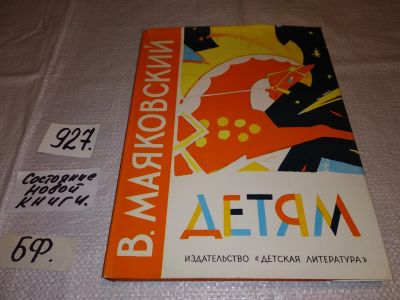 927.
Состояние
новой
книги.
БФ.
В. МАЯКОВСКИЙ
ДЕТЯМ
ИЗДАТЕЛЬСТВО «ДЕТСКАЯ ЛИТЕРАТУРА»